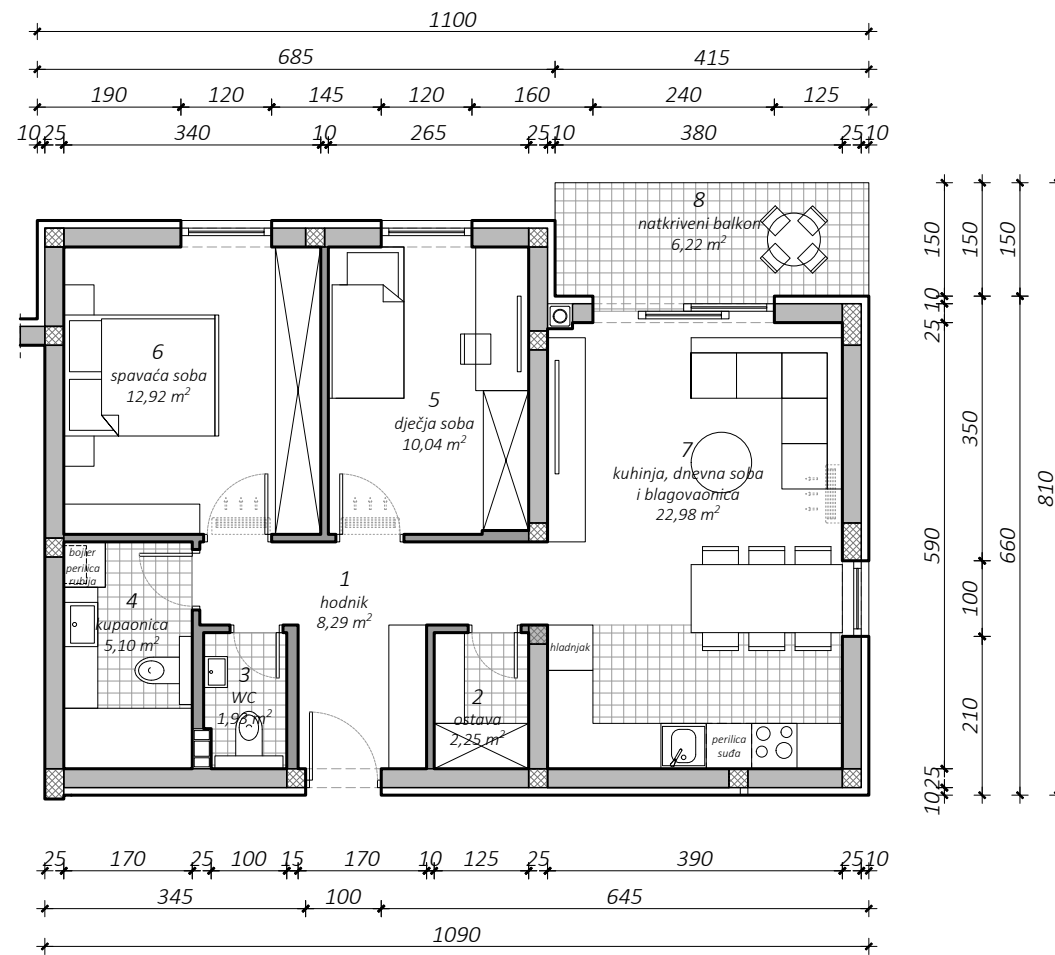 1100
685 415
190 120 145 120 160 240 125
10 25 340 10 265 25 10 380 25 10
8
natkriveni balkon
6,22 m²
150 150 150
10
25
6
spavaća soba
12,92 m²
5
dječja soba
10,04 m²
7
kuhinja, dnevna soba
i blagovaonica
22,98 m²
350
810
590
660
100
210
25
10
bojler
perilica
rublja
4
kupaonica
5,10 m²
1
hodnik
8,29 m²
3
WC
1,93 m²
2
ostava
2,25 m²
hladnjak
perilica
suđa
25 170 25 100 15 170 10 125 25 390 25 10
345 100 645
1090